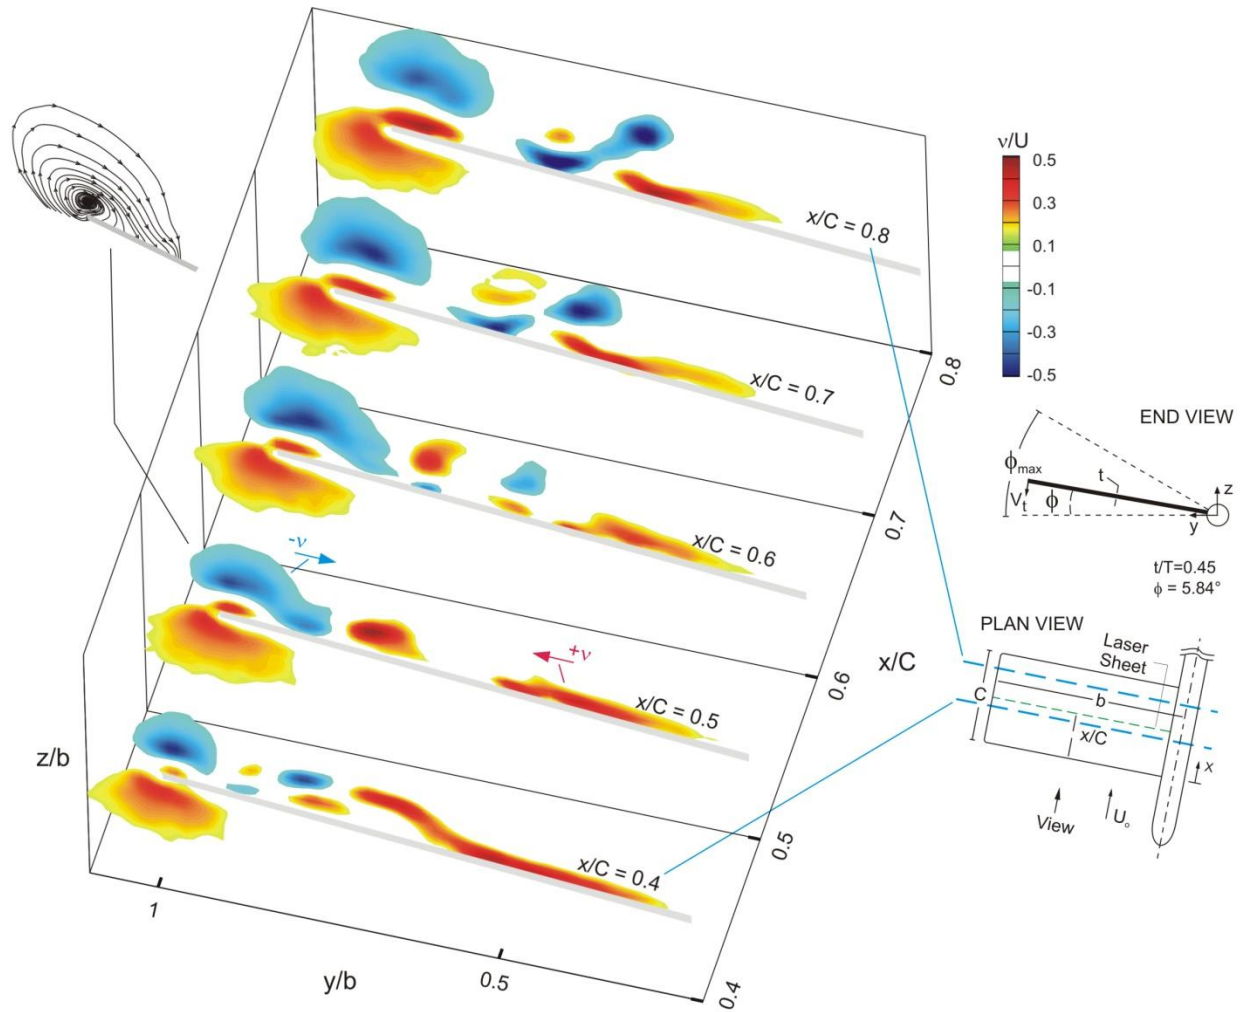 ν/U
0.5
0.3
0.1
-0.1
-0.3
-0.5
x/C = 0.8
x/C = 0.7
x/C = 0.6
x/C = 0.5
x/C = 0.4
-ν
+ν
0.8
0.7
0.6
0.5
0.4
x/C
z/b
1
0.5
y/b
END VIEW
ϕmax
t
z
Vt
ϕ
y
t/T=0.45
ϕ = 5.84°
PLAN VIEW
Laser
Sheet
C
b
x/C
x
View
U₀